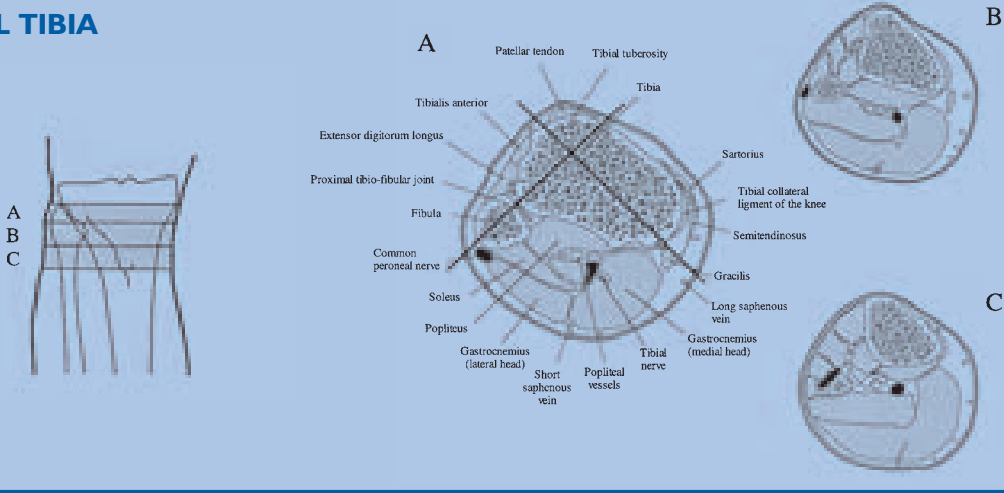 L TIBIA
A
B
C
A
Patellar tendon
Tibial tuberosity
Tibialis anterior
Tibia
Extensor digitorum longus
Proximal tibio-fibular joint
Sartorius
Fibula
Tibial collateral
ligment of the knee
Semitendinosus
Common
peroneal nerve
Gracilis
Soleus
Long saphenous
vein
Popliteus
Gastrocnemius
(lateral head)
Short
saphenous
vein
Popliteal
vessels
Tibial
nerve
Gastrocnemius
(medial head)
B
C